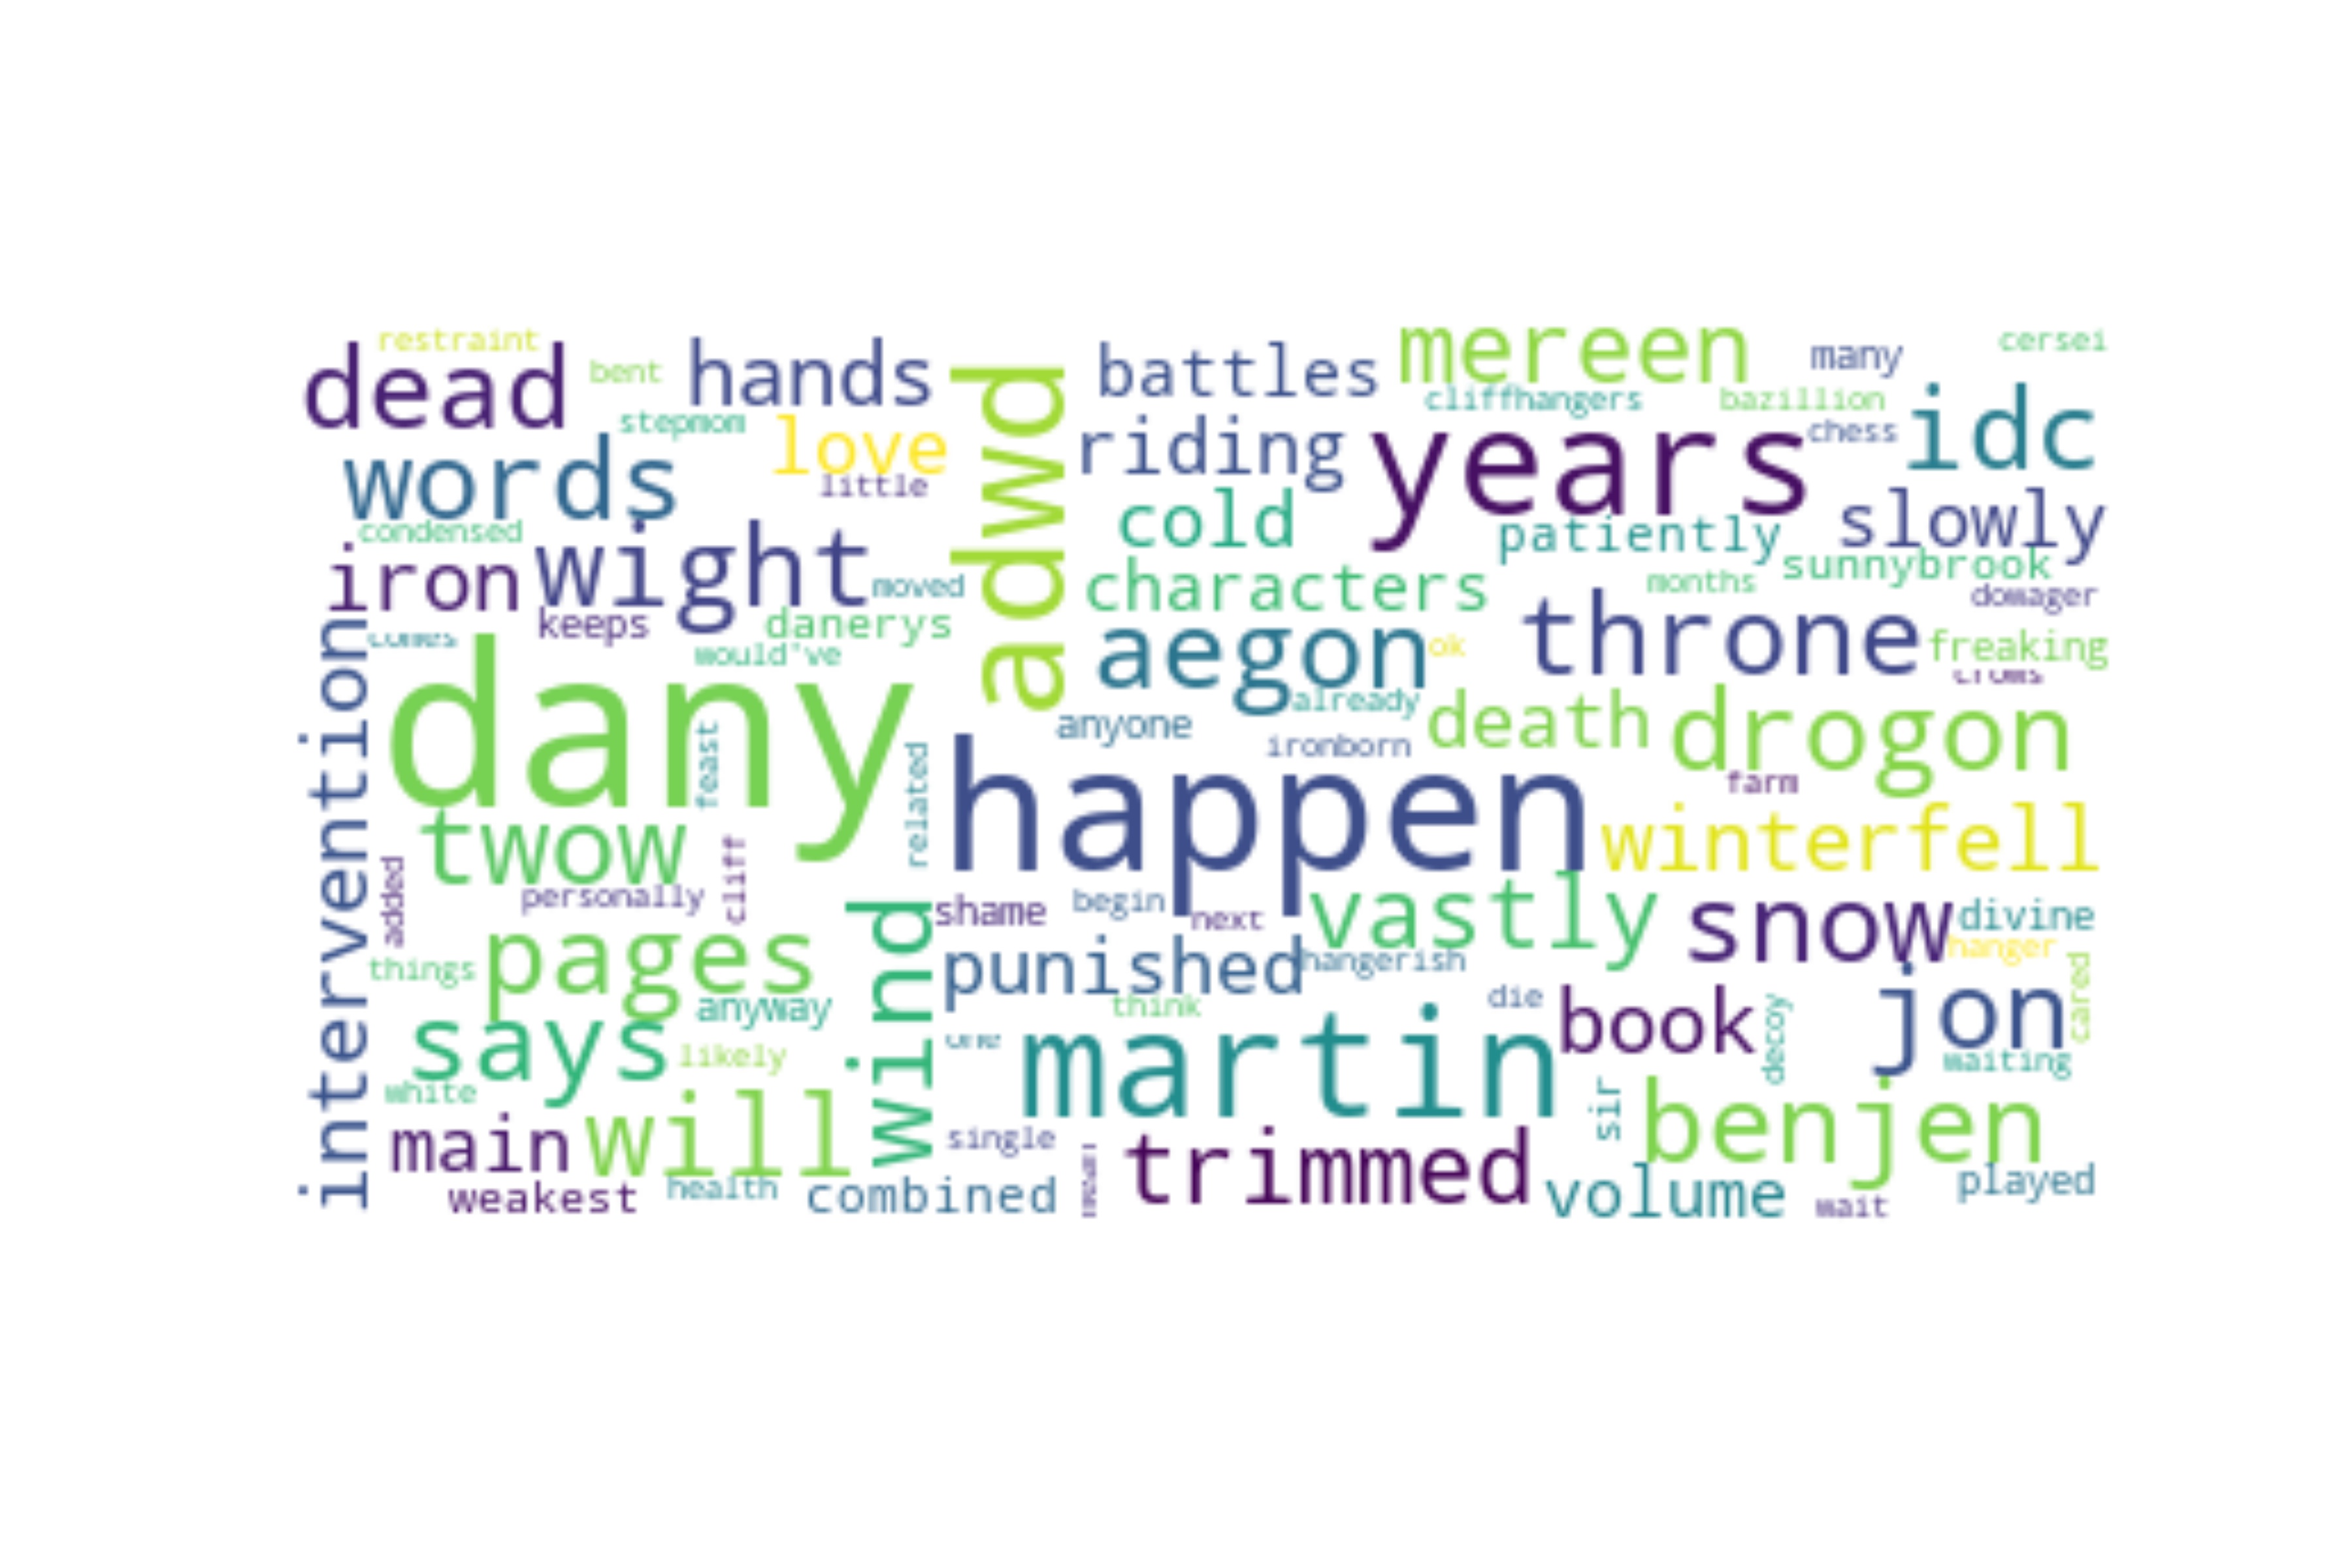 restraint
dead
bent
hands
battles
mereen
many
cersei
stepmom
love
adwd
cliffhangers
bazillion
idc
words
little
riding
years
chess
condensed
cold
patiently
slowly
iron
wight
moved
characters
months
sunnybrook
dowager
keeps
danerys
aegon
ok
throne
freaking
intervention
comes
would've
already
crows
dany
feast
related
anyone
ironborn
death
drogon
happen
farm
twow
winterfell
added
personally
cliff
wind
shame
begin
next
vastly
snow
divine
things
pages
punished
hangerish
hanger
anyway
think
die
book
decoy
jon
cared
says
likely
one
martin
waiting
white
main
will
single
sir
benjen
weakest
health
combined
trimmed
volume
wait
played